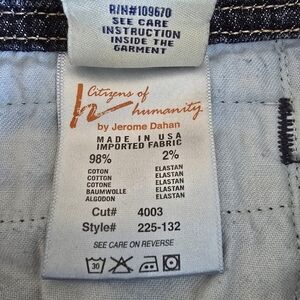 R/N#109670
SEE CARE
INSTRUCTION
INSIDE THE
GARMENT
Citizens of
humanity
by Jerome Dahan
MADE IN USA
IMPORTED FABRIC
98% 2%
COTON ELASTAN
COTTON ELASTAN
COTONE ELASTAN
BAUMWOLLE ELASTAN
ALGODON ELASTAN
Cut# 4003
Style# 225-132
SEE CARE ON REVERSE
30